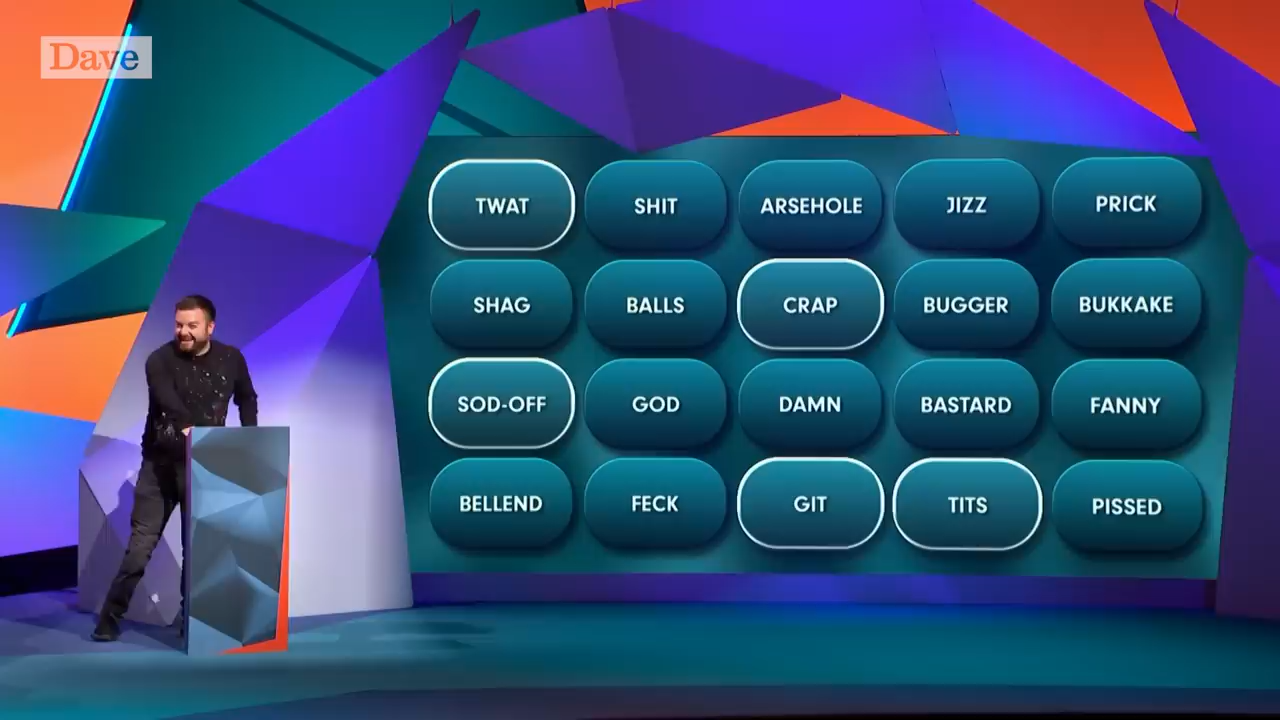 Dave
TWAT SHIT ARSEHOLE JIZZ PRICK
SHAG BALLS CRAP BUGGER BUKKAKE
SOD-OFF GOD DAMN BASTARD FANNY
BELLEND FECK GIT TITS PISSED